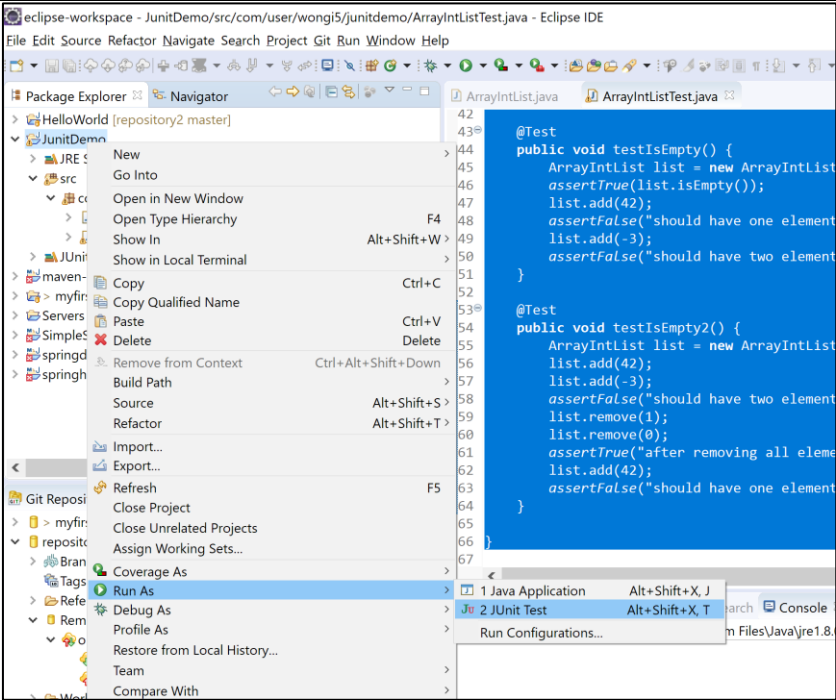 eclipse-workspace - JunitDemo/src/com/user/wongi5/junitdemo/ArrayIntListTest.java - Eclipse IDE
File Edit Source Refactor Navigate Search Project Git Run Window Help
Package Explorer Navigator
HelloWorld [repository2 master]
JunitDemo
JRE S
src
co
JUni
maven-
> myfir
Servers
SimpleS
springd
springh
Git Reposi
> myfir
reposito
Bran
Tags
Refe
Rem
o
Work
New
Go Into
Open in New Window
Open Type Hierarchy F4
Show In Alt+Shift+W >
Show in Local Terminal
Copy Ctrl+C
Copy Qualified Name
Paste Ctrl+V
Delete Delete
Remove from Context Ctrl+Alt+Shift+Down
Build Path
Source Alt+Shift+S >
Refactor Alt+Shift+T >
Import...
Export...
Refresh F5
Close Project
Close Unrelated Projects
Assign Working Sets...
Coverage As
Run As
Debug As
Profile As
Restore from Local History...
Team
Compare With
1 Java Application Alt+Shift+X, J
2 JUnit Test Alt+Shift+X, T
Run Configurations...
ArrayIntList.java ArrayIntListTest.java
42
43 @Test
44 public void testIsEmpty() {
45 ArrayIntList list = new ArrayIntList
46 assertTrue(list.isEmpty());
47 list.add(42);
48 assertFalse("should have one element
49 list.add(-3);
50 assertFalse("should have two element
51 }
52
53 @Test
54 public void testIsEmpty2() {
55 ArrayIntList list = new ArrayIntList
56 list.add(42);
57 list.add(-3);
58 assertFalse("should have two element
59 list.remove(1);
60 list.remove(0);
61 assertTrue("after removing all eleme
62 list.add(42);
63 assertFalse("should have one element
64 }
65
66 }
67
earch Console
m Files\Java\jre1.8.